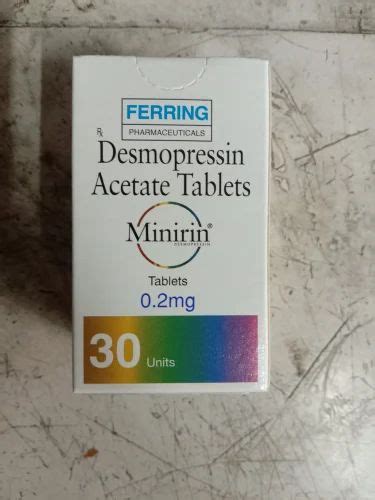 FERRING
PHARMACEUTICALS
℞
Desmopressin
Acetate Tablets
Minirin®
DESMOPRESSIN
Tablets
0.2mg
30 Units